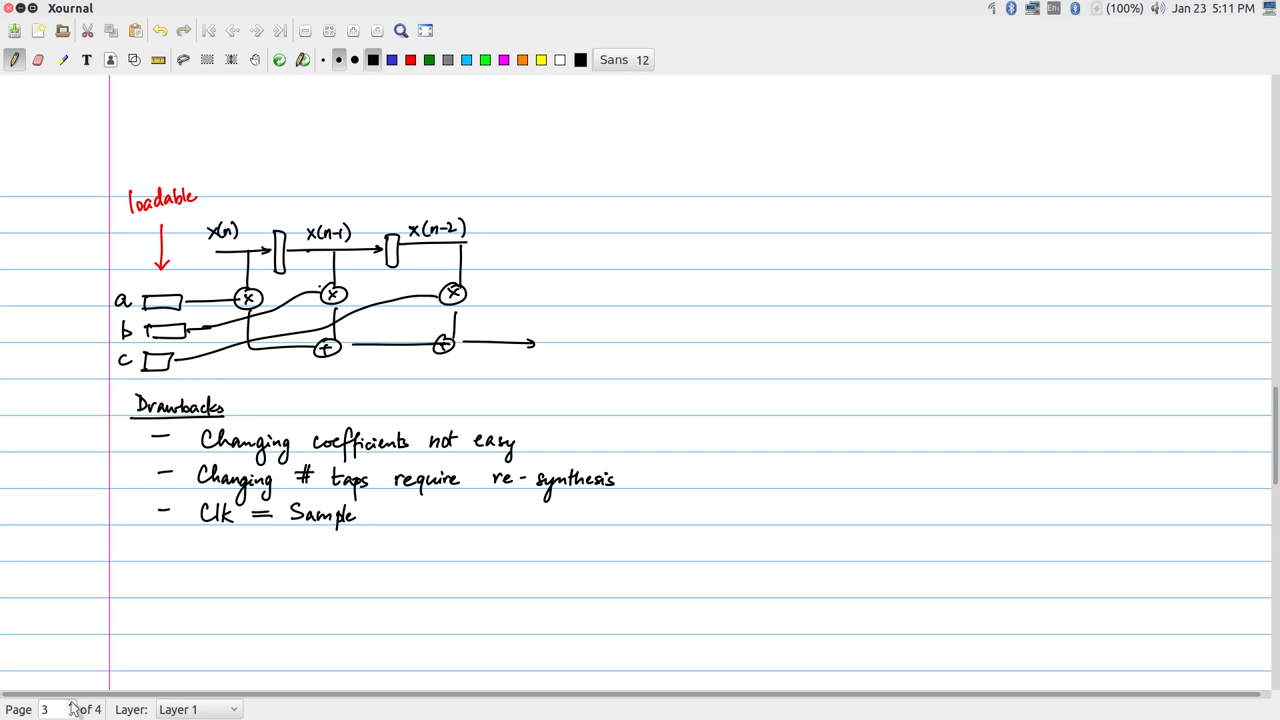 Xournal
(100%) Jan 23 5:11 PM
En
T Sans 12
loadable
x(n) x(n-1) x(n-2)
a x x x
b
c + +
Drawbacks
- Changing coefficients not easy
- Changing # taps require re-synthesis
- Clk = Sample
Page 3 of 4 Layer: Layer 1